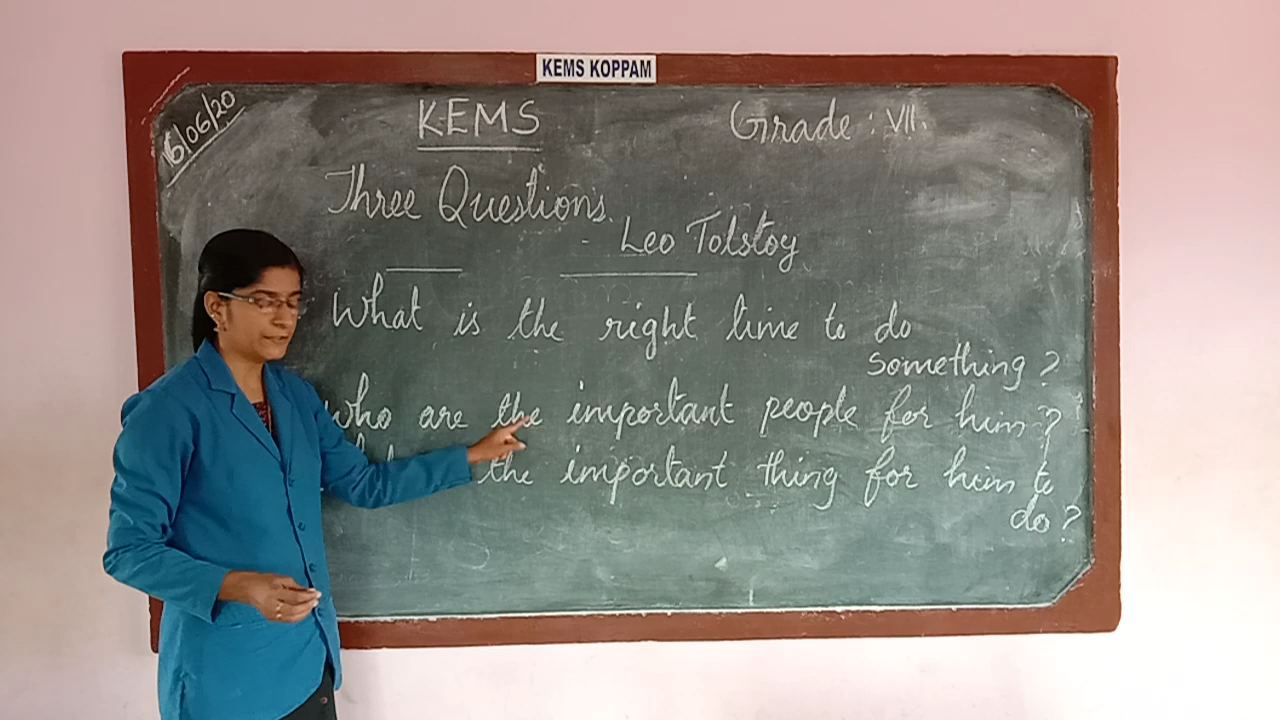 KEMS KOPPAM
16/06/20
KEMS
Grade : VII.
Three Questions.
- Leo Tolstoy
What is the right time to do
something ?
Who are the important people for him ?
the important thing for him to
do ?